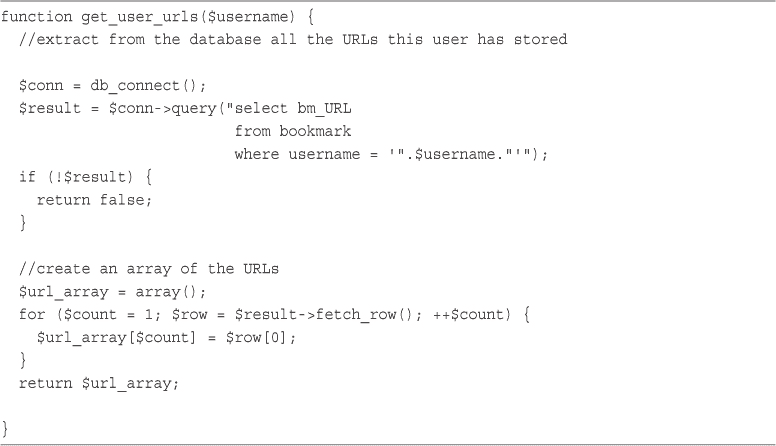 function get_user_urls($username) {
  //extract from the database all the URLs this user has stored

  $conn = db_connect();
  $result = $conn->query("select bm_URL
                          from bookmark
                          where username = '".$username."'");
  if (!$result) {
    return false;
  }

  //create an array of the URLs
  $url_array = array();
  for ($count = 1; $row = $result->fetch_row(); ++$count) {
    $url_array[$count] = $row[0];
  }
  return $url_array;

}